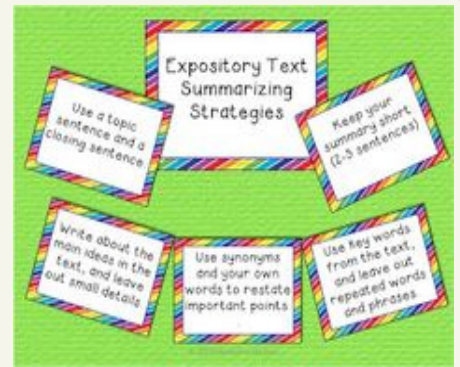 Expository Text
Summarizing
Strategies
Use a topic
sentence and a
closing sentence
Keep your
summary short
(2-5 sentences)
Write about the
main ideas in the
text, and leave
out small details
Use synonyms
and your own
words to restate
important points
Use key words
from the text,
and leave out
repeated words
and phrases